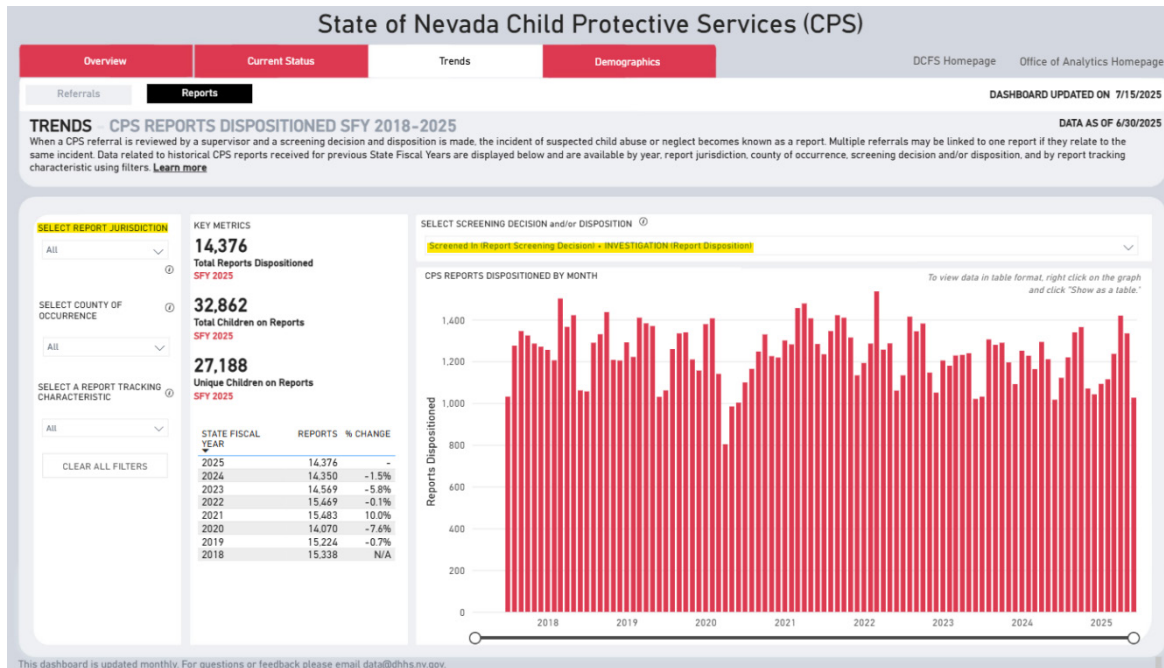 State of Nevada Child Protective Services (CPS)
Overview
Current Status
Trends
Demographics
DCFS Homepage
Office of Analytics Homepage
Referrals
Reports
DASHBOARD UPDATED ON 7/15/2025
TRENDS - CPS REPORTS DISPOSITIONED SFY 2018-2025
DATA AS OF 6/30/2025
When a CPS referral is reviewed by a supervisor and a screening decision and disposition is made, the incident of suspected child abuse or neglect becomes known as a report. Multiple referrals may be linked to one report if they relate to the
same incident. Data related to historical CPS reports received for previous State Fiscal Years are displayed below and are available by year, report jurisdiction, county of occurrence, screening decision and/or disposition, and by report tracking
characteristic using filters. Learn more
SELECT REPORT JURISDICTION
All
SELECT COUNTY OF
OCCURRENCE
All
SELECT A REPORT TRACKING
CHARACTERISTIC
All
CLEAR ALL FILTERS
KEY METRICS
14,376
Total Reports Dispositioned
SFY 2025
32,862
Total Children on Reports
SFY 2025
27,188
Unique Children on Reports
SFY 2025
STATE FISCAL YEAR REPORTS % CHANGE
2025 14,376 -
2024 14,350 -1.5%
2023 14,569 -5.8%
2022 15,469 -0.1%
2021 15,483 10.0%
2020 14,070 -7.6%
2019 15,224 -0.7%
2018 15,338 N/A
SELECT SCREENING DECISION and/or DISPOSITION
Screened In (Report Screening Decision) + INVESTIGATION (Report Disposition)
CPS REPORTS DISPOSITIONED BY MONTH
To view data in table format, right click on the graph
and click "Show as a table."
Reports Dispositioned
1,400
1,200
1,000
800
600
400
200
0
2018 2019 2020 2021 2022 2023 2024 2025
This dashboard is updated monthly. For questions or feedback please email data@dhhs.nv.gov.